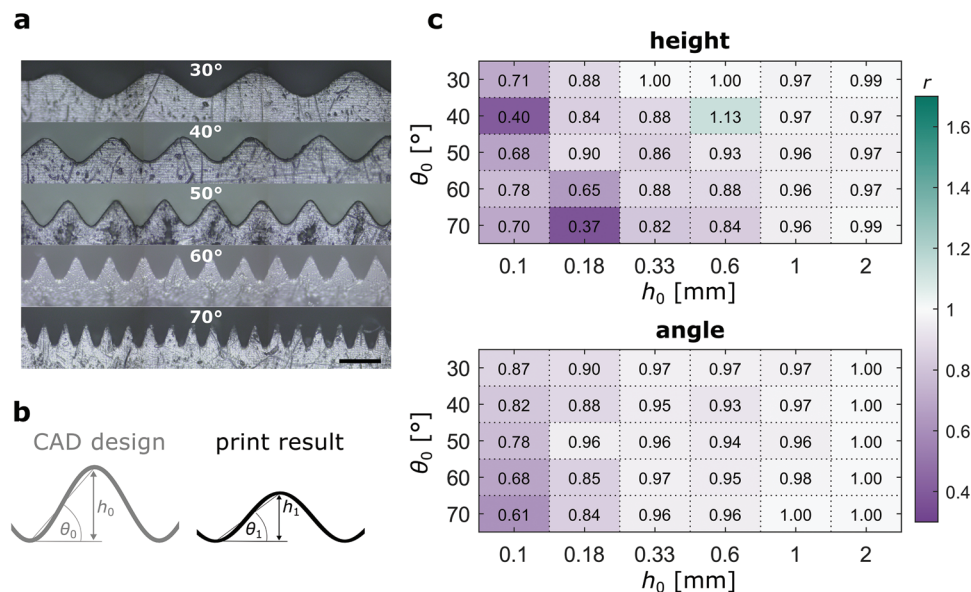 a
30°
40°
50°
60°
70°
b
CAD design
print result
h₀
θ₀
h₁
θ₁
c
height
θ₀ [°]
30 0.71 0.88 1.00 1.00 0.97 0.99
40 0.40 0.84 0.88 1.13 0.97 0.97
50 0.68 0.90 0.86 0.93 0.96 0.97
60 0.78 0.65 0.88 0.88 0.96 0.97
70 0.70 0.37 0.82 0.84 0.96 0.99
0.1 0.18 0.33 0.6 1 2
h₀ [mm]
angle
θ₀ [°]
30 0.87 0.90 0.97 0.97 0.97 1.00
40 0.82 0.88 0.95 0.93 0.97 1.00
50 0.78 0.96 0.96 0.94 0.96 1.00
60 0.68 0.85 0.97 0.95 0.98 1.00
70 0.61 0.84 0.96 0.96 1.00 1.00
0.1 0.18 0.33 0.6 1 2
h₀ [mm]
r
1.6
1.4
1.2
1
0.8
0.6
0.4